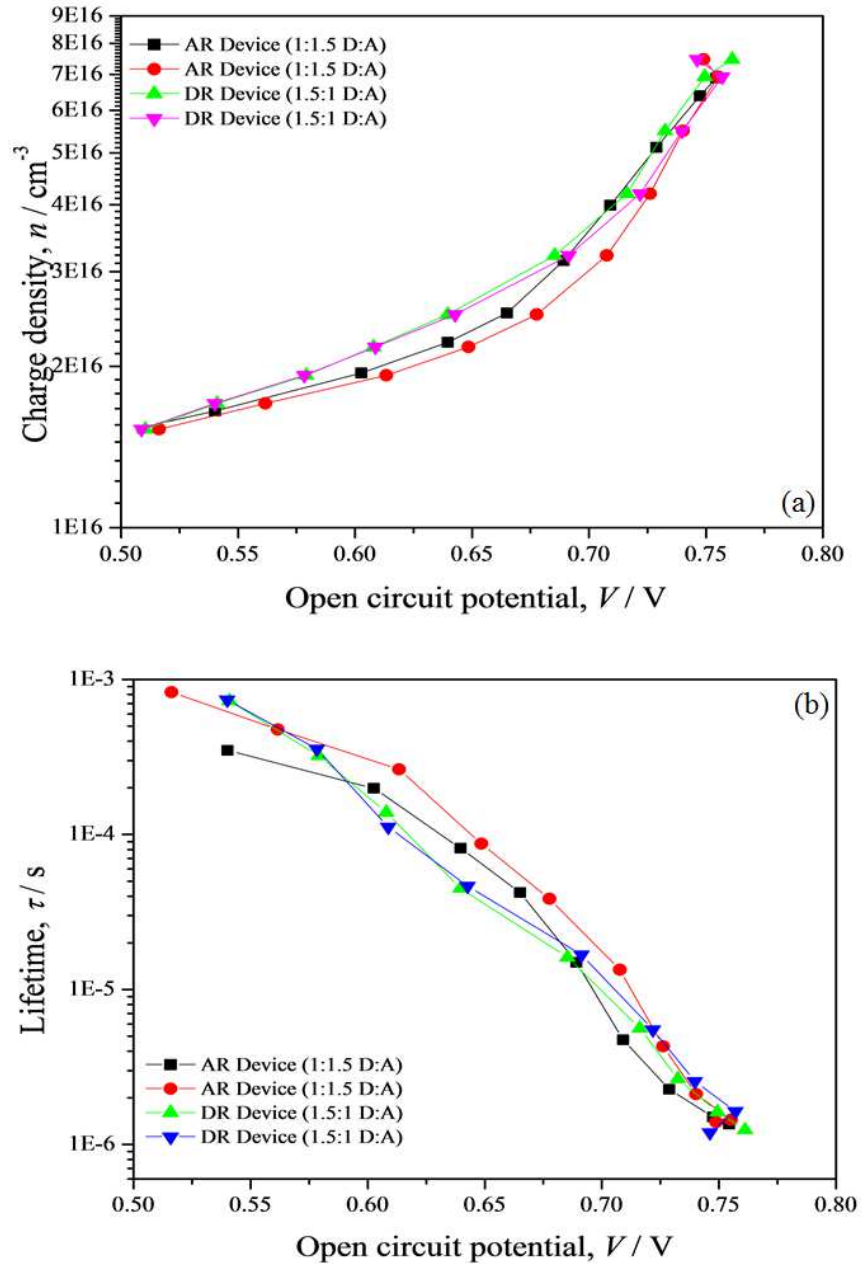 9E16
8E16
7E16
6E16
5E16
4E16
3E16
2E16
1E16
Charge density, n / cm-3
AR Device (1:1.5 D:A)
AR Device (1:1.5 D:A)
DR Device (1.5:1 D:A)
DR Device (1.5:1 D:A)
(a)
0.50 0.55 0.60 0.65 0.70 0.75 0.80
Open circuit potential, V / V
1E-3
1E-4
1E-5
1E-6
Lifetime, τ / s
(b)
AR Device (1:1.5 D:A)
AR Device (1:1.5 D:A)
DR Device (1.5:1 D:A)
DR Device (1.5:1 D:A)
0.50 0.55 0.60 0.65 0.70 0.75 0.80
Open circuit potential, V / V